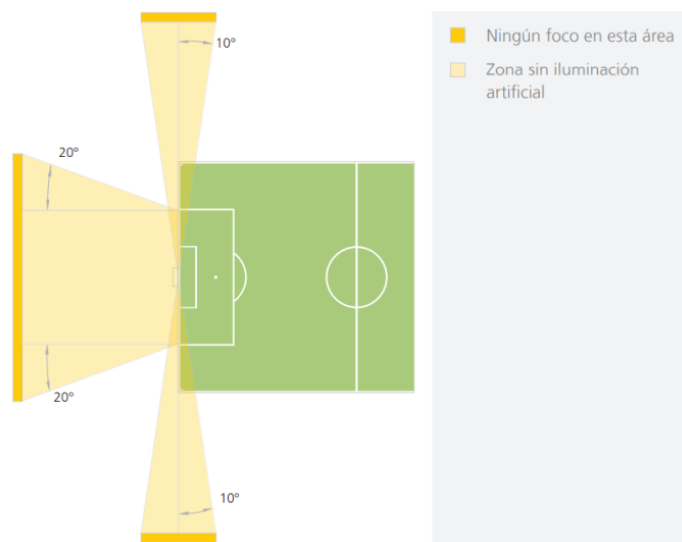 10º
Ningún foco en esta área
Zona sin iluminación
artificial
20º
20º
10º